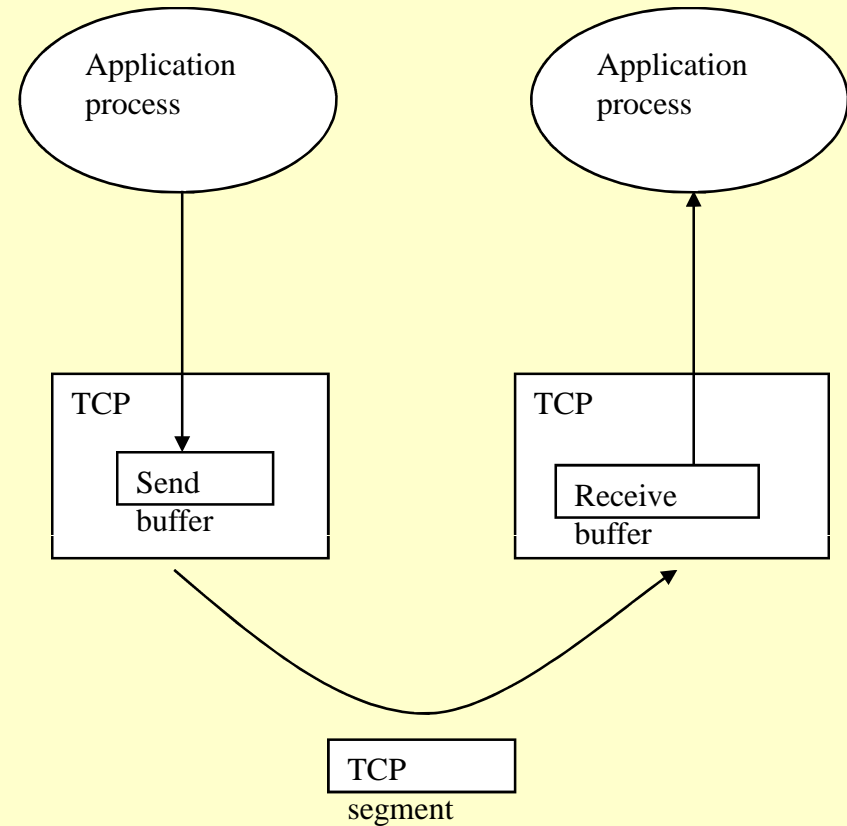 Application
process
Application
process
TCP
Send
buffer
TCP
Receive
buffer
TCP
segment